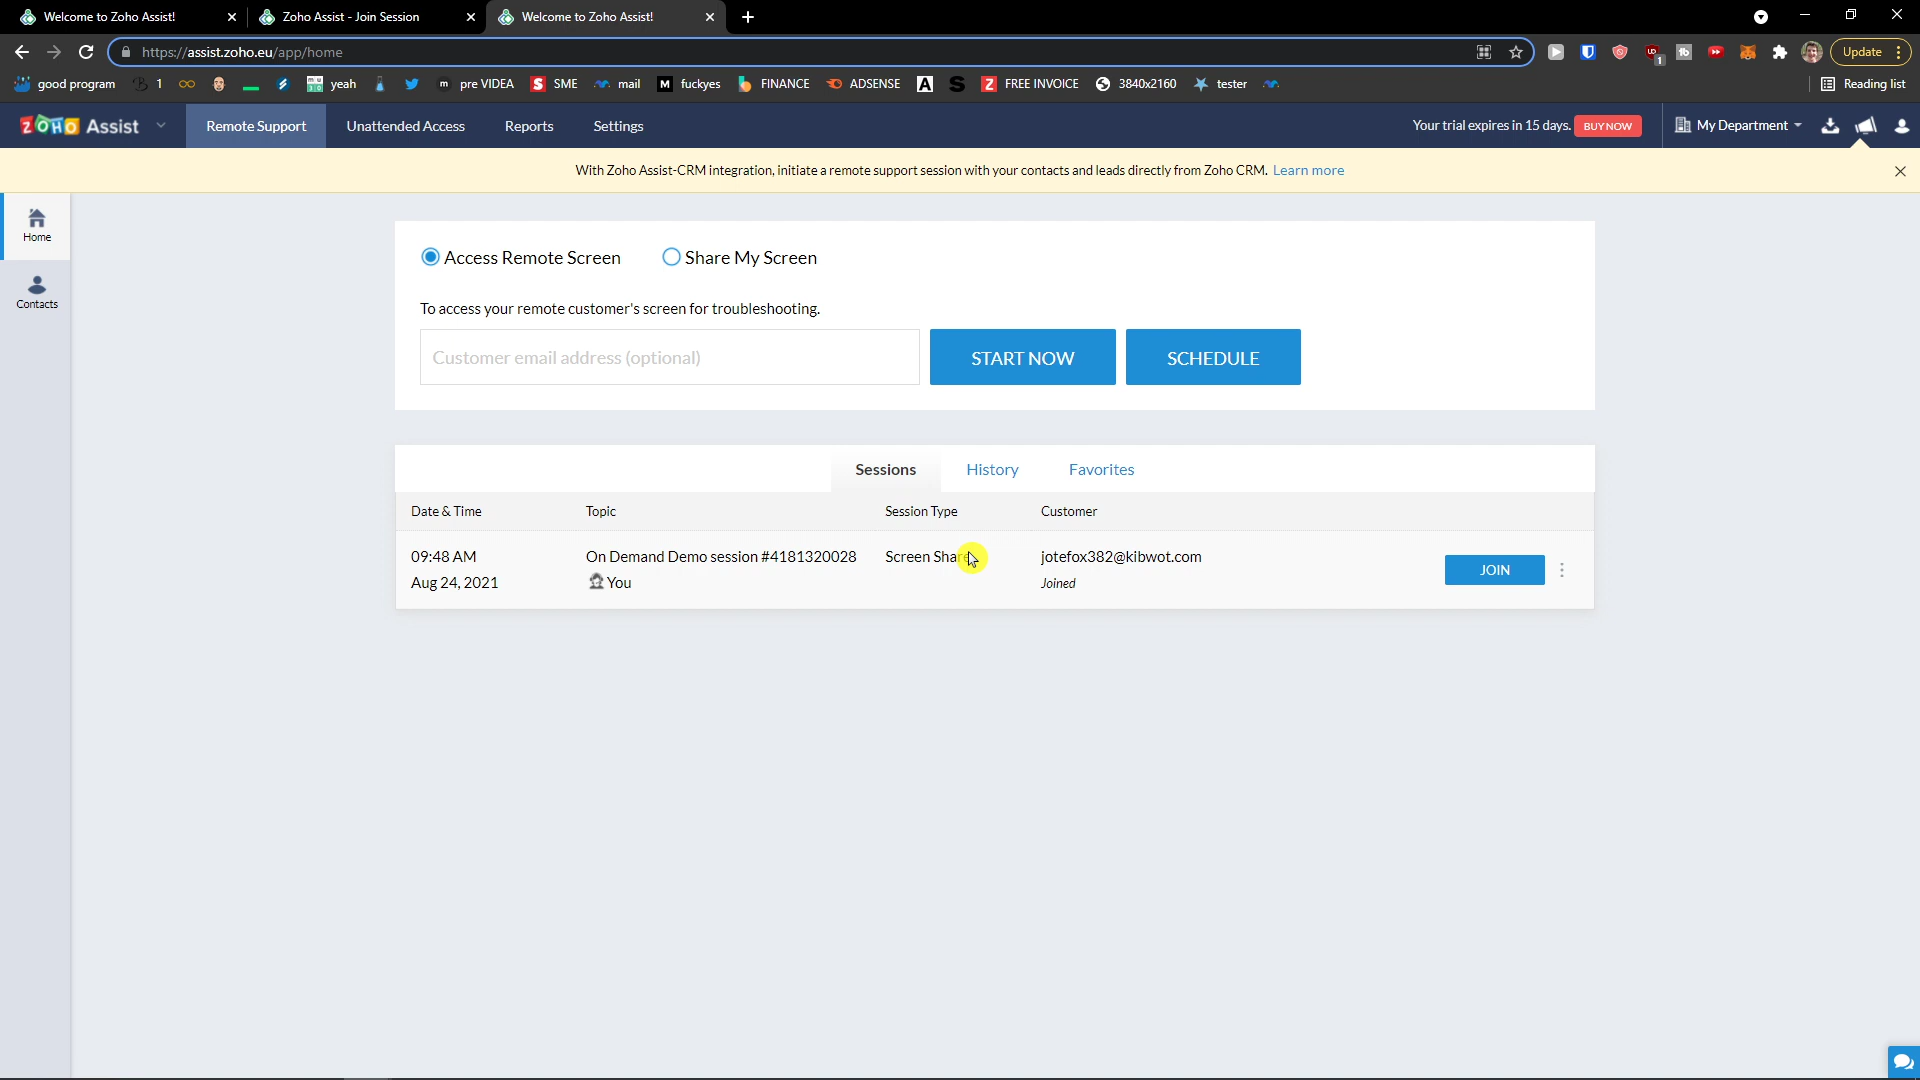 Welcome to Zoho Assist!
Zoho Assist - Join Session
Welcome to Zoho Assist!
https://assist.zoho.eu/app/home
Update
good program
1
yeah
pre VIDEA
SME
mail
fuckyes
FINANCE
ADSENSE
FREE INVOICE
3840x2160
tester
Reading list
ZOHO Assist
Remote Support
Unattended Access
Reports
Settings
Your trial expires in 15 days.
BUY NOW
My Department
With Zoho Assist-CRM integration, initiate a remote support session with your contacts and leads directly from Zoho CRM. Learn more
Home
Contacts
Access Remote Screen
Share My Screen
To access your remote customer's screen for troubleshooting.
Customer email address (optional)
START NOW
SCHEDULE
Sessions
History
Favorites
Date & Time
Topic
Session Type
Customer
09:48 AM
On Demand Demo session #4181320028
Screen Share
jotefox382@kibwot.com
Aug 24, 2021
You
Joined
JOIN